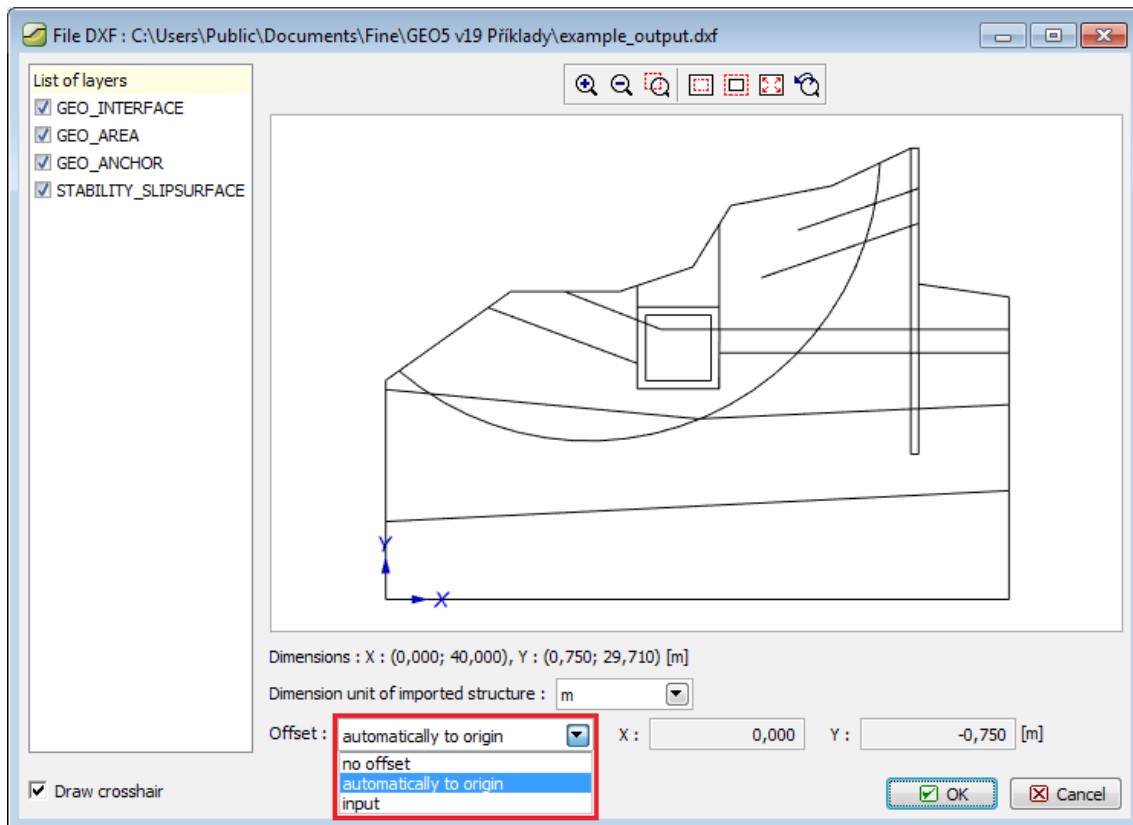 File DXF : C:\Users\Public\Documents\Fine\GEO5 v19 Příklady\example_output.dxf
List of layers
GEO_INTERFACE
GEO_AREA
GEO_ANCHOR
STABILITY_SLIPSURFACE
Y
X
Dimensions : X : (0,000; 40,000), Y : (0,750; 29,710) [m]
Dimension unit of imported structure : m
Offset : automatically to origin X : 0,000 Y : -0,750 [m]
no offset
automatically to origin
input
Draw crosshair
OK Cancel